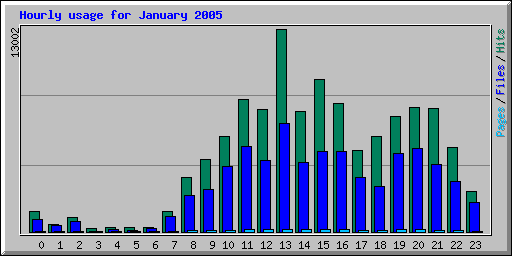 Hourly usage for January 2005
13002
Pages / Files / Hits
0 1 2 3 4 5 6 7 8 9 10 11 12 13 14 15 16 17 18 19 20 21 22 23